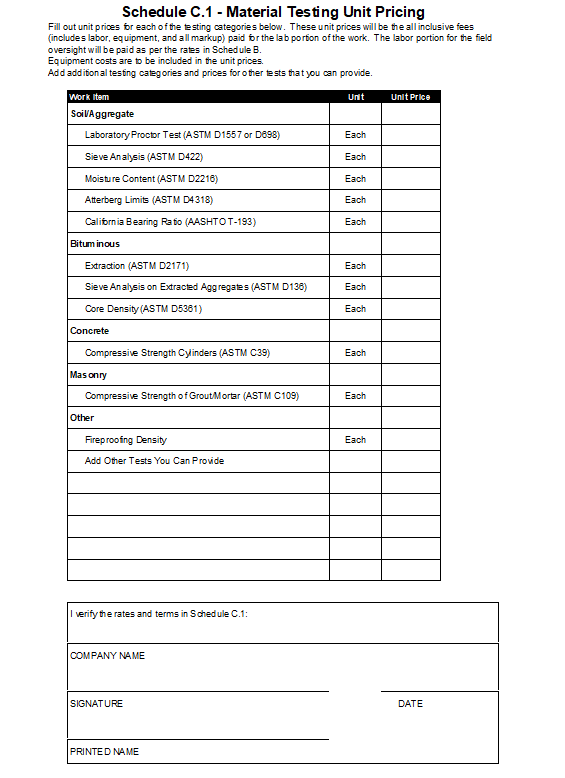 Schedule C.1 - Material Testing Unit Pricing
Fill out unit prices for each of the testing categories below. These unit prices will be the all inclusive fees
(includes labor, equipment, and all markup) paid for the lab portion of the work. The labor portion for the field
oversight will be paid as per the rates in Schedule B.
Equipment costs are to be included in the unit prices.
Add additional testing categories and prices for other tests that you can provide.
Work Item Unit Unit Price
Soil/Aggregate
Laboratory Proctor Test (ASTM D1557 or D698) Each
Sieve Analysis (ASTM D422) Each
Moisture Content (ASTM D2216) Each
Atterberg Limits (ASTM D4318) Each
California Bearing Ratio (AASHTO T-193) Each
Bituminous
Extraction (ASTM D2171) Each
Sieve Analysis on Extracted Aggregates (ASTM D136) Each
Core Density (ASTM D5361) Each
Concrete
Compressive Strength Cylinders (ASTM C39) Each
Masonry
Compressive Strength of Grout/Mortar (ASTM C109) Each
Other
Fireproofing Density Each
Add Other Tests You Can Provide
I verify the rates and terms in Schedule C.1:
COMPANY NAME
SIGNATURE DATE
PRINTED NAME